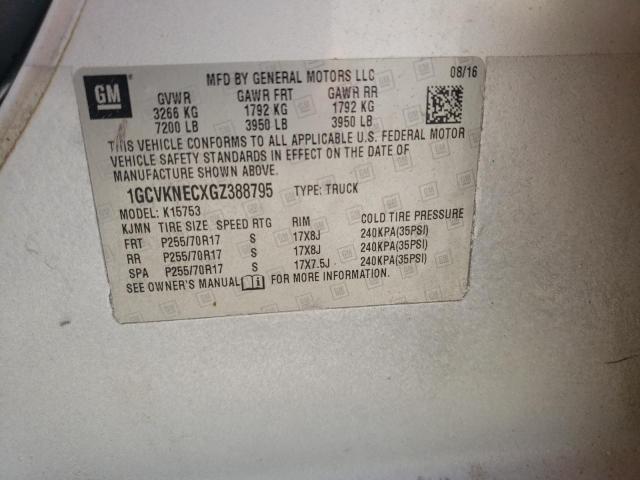 GM
MFD BY GENERAL MOTORS LLC 08/16
GVWR GAWR FRT GAWR RR
3266 KG 1792 KG 1792 KG
7200 LB 3950 LB 3950 LB
THIS VEHICLE CONFORMS TO ALL APPLICABLE U.S. FEDERAL MOTOR
VEHICLE SAFETY STANDARDS IN EFFECT ON THE DATE OF
MANUFACTURE SHOWN ABOVE.
1GCVKNECXGZ388795 TYPE: TRUCK
MODEL: K15753
KJMN TIRE SIZE SPEED RTG RIM COLD TIRE PRESSURE
FRT P255/70R17 S 17X8J 240KPA(35PSI)
RR P255/70R17 S 17X8J 240KPA(35PSI)
SPA P255/70R17 S 17X7.5J 240KPA(35PSI)
SEE OWNER'S MANUAL FOR MORE INFORMATION.